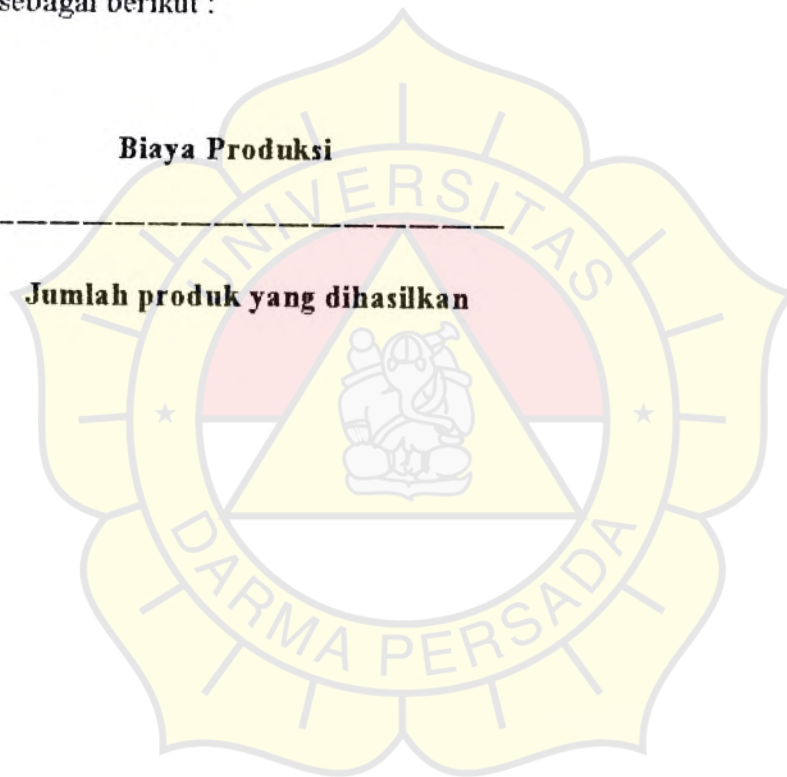 sebagai berikut :
Biaya Produksi
Jumlah produk yang dihasilkan
UNIVERSITAS
DARMA PERSADA